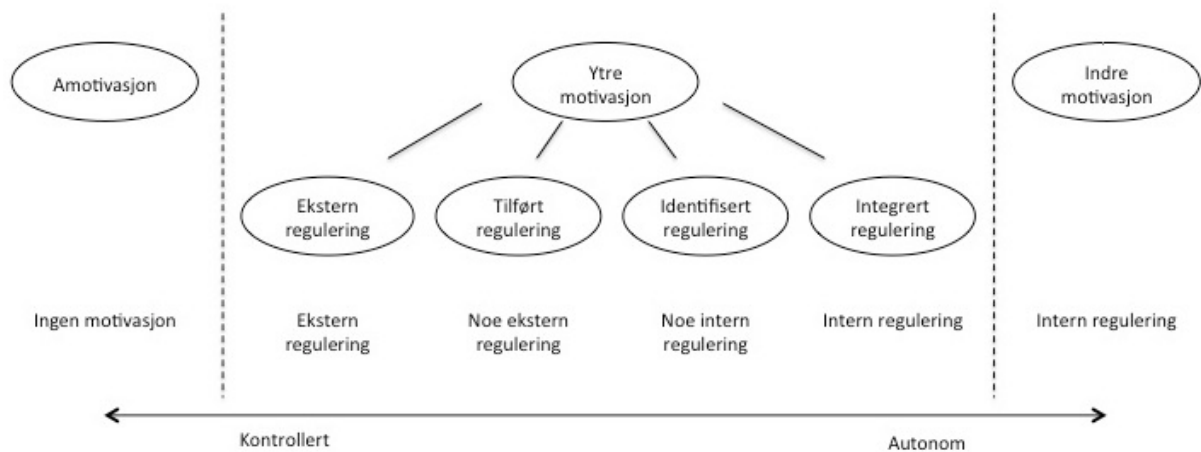 Amotivasjon
Ytre
motivasjon
Indre
motivasjon
Ekstern
regulering
Tilført
regulering
Identifisert
regulering
Integrert
regulering
Ingen motivasjon
Ekstern
regulering
Noe ekstern
regulering
Noe intern
regulering
Intern regulering
Intern regulering
Kontrollert
Autonom